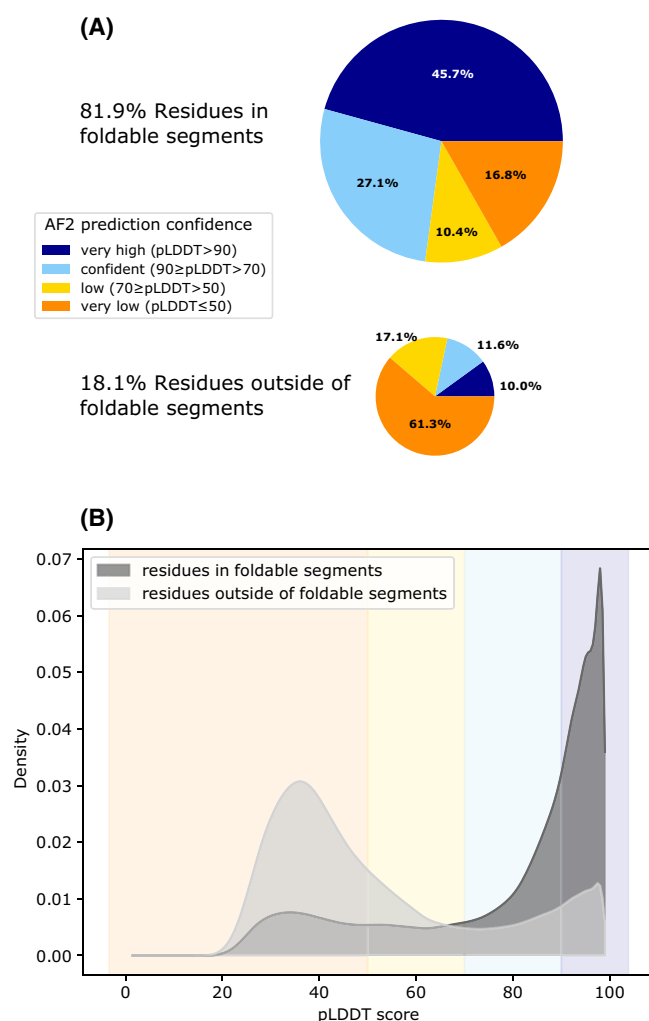 (A)
45.7%
81.9% Residues in
foldable segments
27.1%
16.8%
10.4%
AF2 prediction confidence
very high (pLDDT>90)
confident (90≥pLDDT>70)
low (70≥pLDDT>50)
very low (pLDDT≤50)
17.1%
11.6%
18.1% Residues outside of
foldable segments
10.0%
61.3%
(B)
residues in foldable segments
residues outside of foldable segments
0.07
0.06
0.05
0.04
0.03
0.02
0.01
0.00
Density
0 20 40 60 80 100
pLDDT score